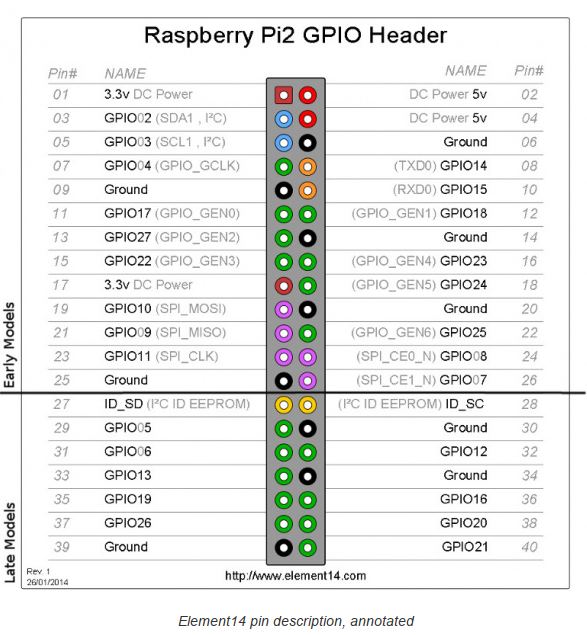 Raspberry Pi2 GPIO Header
Pin# NAME NAME Pin#
01 3.3v DC Power DC Power 5v 02
03 GPIO02 (SDA1 , I²C) DC Power 5v 04
05 GPIO03 (SCL1 , I²C) Ground 06
07 GPIO04 (GPIO_GCLK) (TXD0) GPIO14 08
09 Ground (RXD0) GPIO15 10
11 GPIO17 (GPIO_GEN0) (GPIO_GEN1) GPIO18 12
13 GPIO27 (GPIO_GEN2) Ground 14
15 GPIO22 (GPIO_GEN3) (GPIO_GEN4) GPIO23 16
17 3.3v DC Power (GPIO_GEN5) GPIO24 18
19 GPIO10 (SPI_MOSI) Ground 20
21 GPIO09 (SPI_MISO) (GPIO_GEN6) GPIO25 22
23 GPIO11 (SPI_CLK) (SPI_CE0_N) GPIO08 24
25 Ground (SPI_CE1_N) GPIO07 26
Early Models
27 ID_SD (I²C ID EEPROM) (I²C ID EEPROM) ID_SC 28
29 GPIO05 Ground 30
31 GPIO06 GPIO12 32
33 GPIO13 Ground 34
35 GPIO19 GPIO16 36
37 GPIO26 GPIO20 38
39 Ground GPIO21 40
Late Models
Rev. 1
26/01/2014
http://www.element14.com
Element14 pin description, annotated